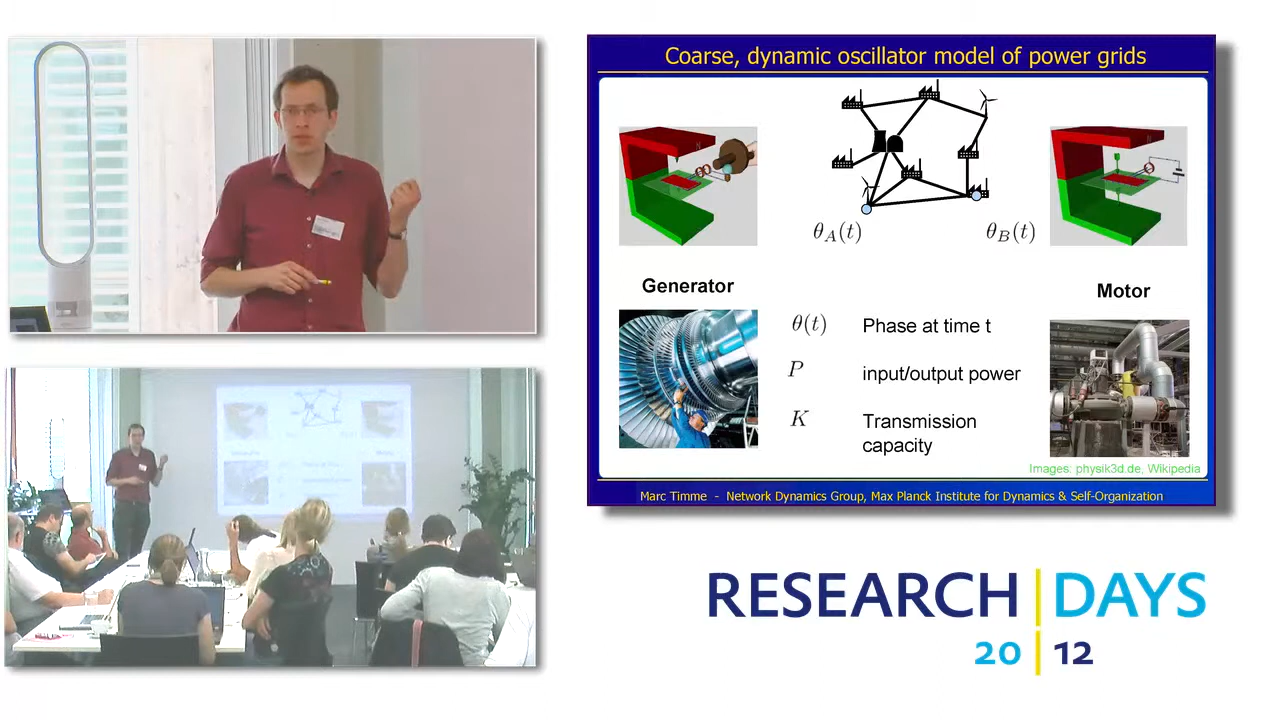 Coarse, dynamic oscillator model of power grids
θ_A(t)
θ_B(t)
Generator
Motor
θ(t) Phase at time t
P input/output power
K Transmission
capacity
Images: physik3d.de, Wikipedia
Marc Timme - Network Dynamics Group, Max Planck Institute for Dynamics & Self-Organization
RESEARCH DAYS
20 12